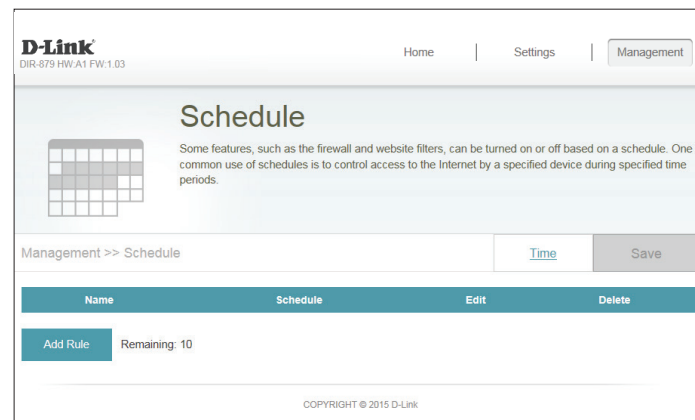 D-Link
DIR-879 HW:A1 FW:1.03
Home | Settings | Management
Schedule
Some features, such as the firewall and website filters, can be turned on or off based on a schedule. One
common use of schedules is to control access to the Internet by a specified device during specified time
periods.
Management >> Schedule
Time
Save
Name Schedule Edit Delete
Add Rule Remaining: 10
COPYRIGHT © 2015 D-Link